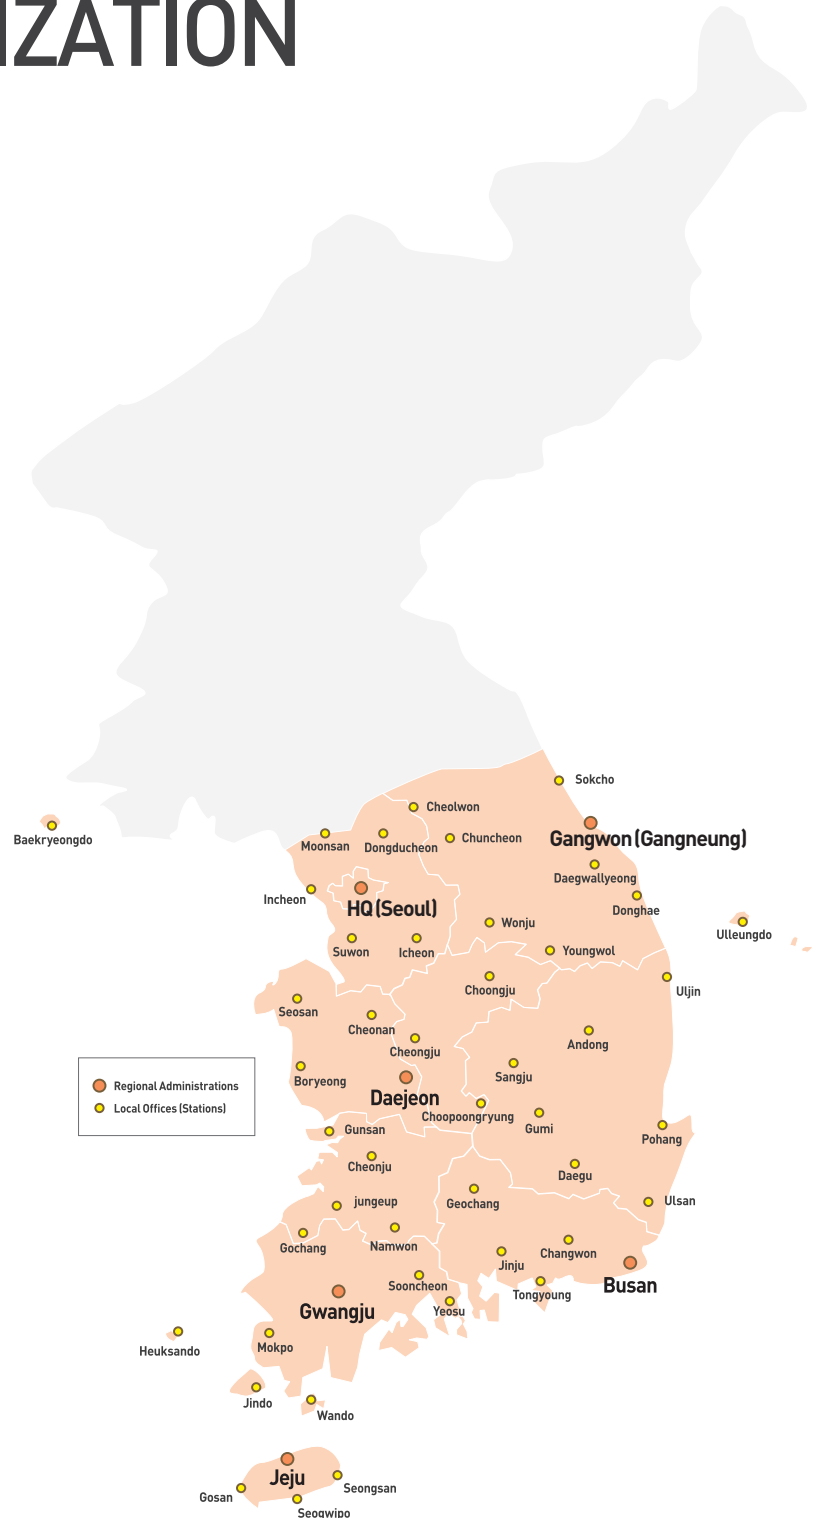 IZATION
Sokcho
Cheolwon
Baekryeongdo
Moonsan
Dongducheon
Chuncheon
Gangwon (Gangneung)
Daegwallyeong
Incheon
HQ (Seoul)
Donghae
Wonju
Ulleungdo
Suwon
Icheon
Youngwol
Choongju
Uljin
Seosan
Cheonan
Andong
Cheongju
Sangju
Boryeong
Regional Administrations
Daejeon
Local Offices (Stations)
Choopoongryung
Gumi
Gunsan
Pohang
Cheonju
Daegu
jungeup
Geochang
Ulsan
Gochang
Namwon
Changwon
Jinju
Sooncheon
Busan
Tongyoung
Gwangju
Yeosu
Heuksando
Mokpo
Jindo
Wando
Jeju
Seongsan
Gosan
Seogwipo